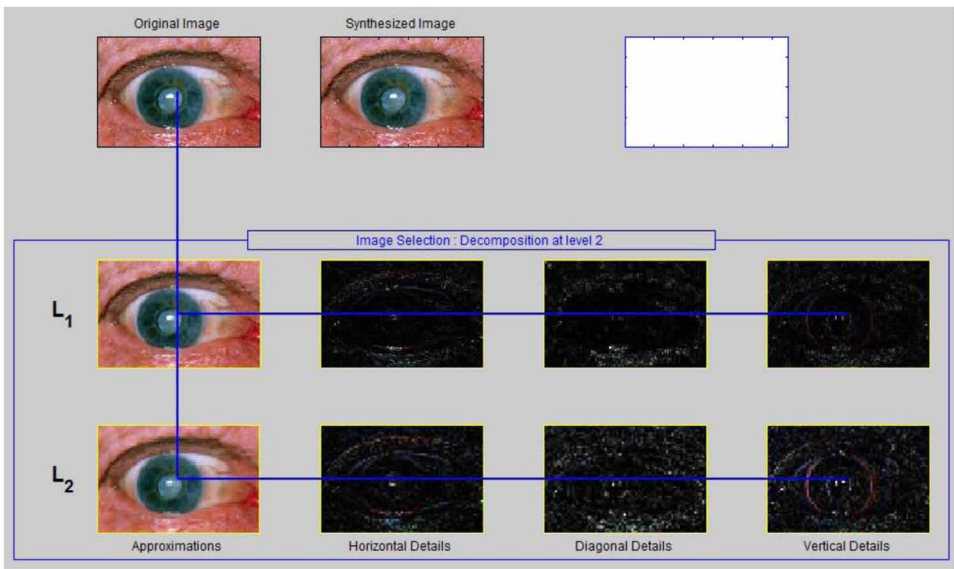 Original Image
Synthesized Image
Image Selection : Decomposition at level 2
L1
L2
Approximations
Horizontal Details
Diagonal Details
Vertical Details